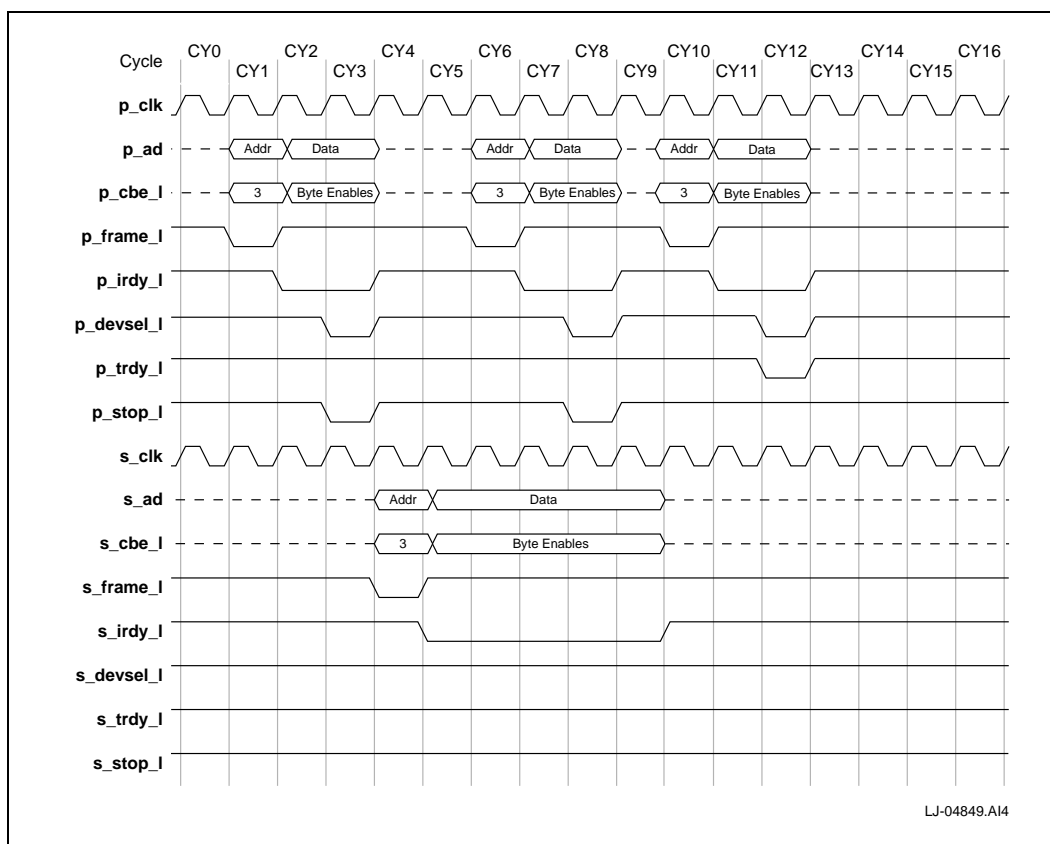 Cycle CY0 CY1 CY2 CY3 CY4 CY5 CY6 CY7 CY8 CY9 CY10 CY11 CY12 CY13 CY14 CY15 CY16
p_clk
p_ad Addr Data Addr Data Addr Data
p_cbe_l 3 Byte Enables 3 Byte Enables 3 Byte Enables
p_frame_l
p_irdy_l
p_devsel_l
p_trdy_l
p_stop_l
s_clk
s_ad Addr Data
s_cbe_l 3 Byte Enables
s_frame_l
s_irdy_l
s_devsel_l
s_trdy_l
s_stop_l
LJ-04849.AI4